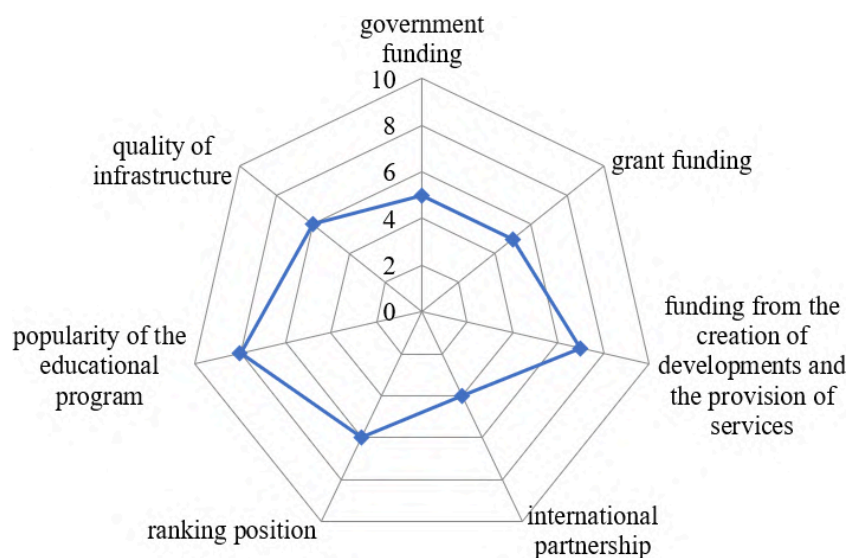 government
funding
10
8
6
4
2
0
grant funding
funding from the
creation of
developments and
the provision of
services
international
partnership
ranking position
popularity of the
educational
program
quality of
infrastructure